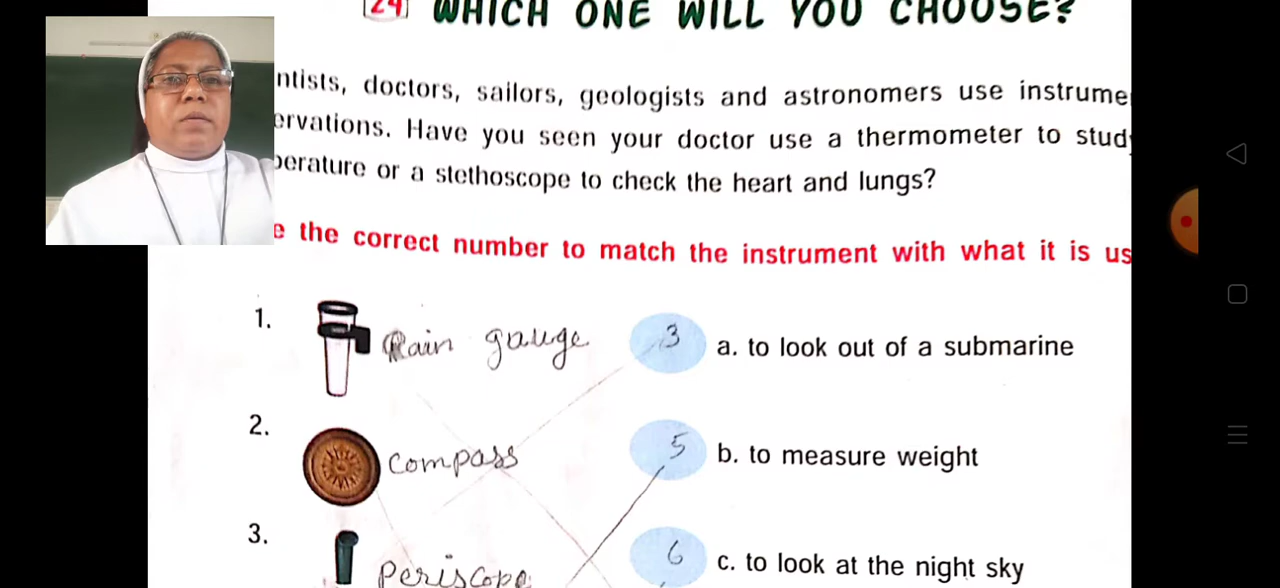 24 WHICH ONE WILL YOU CHOOSE?
ntists, doctors, sailors, geologists and astronomers use instrume
ervations. Have you seen your doctor use a thermometer to study
perature or a stethoscope to check the heart and lungs?
e the correct number to match the instrument with what it is us
1. Rain gauge 3 a. to look out of a submarine
2. compass 5 b. to measure weight
3. periscope 6 c. to look at the night sky